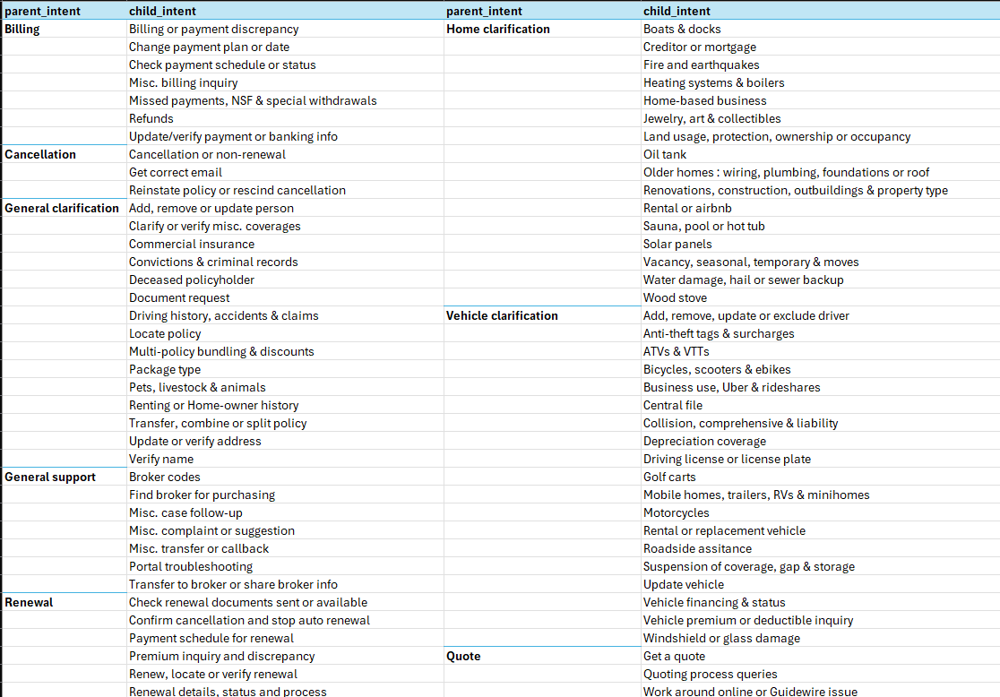 parent_intent child_intent parent_intent child_intent
Billing Billing or payment discrepancy Home clarification Boats & docks
Change payment plan or date Creditor or mortgage
Check payment schedule or status Fire and earthquakes
Misc. billing inquiry Heating systems & boilers
Missed payments, NSF & special withdrawals Home-based business
Refunds Jewelry, art & collectibles
Update/verify payment or banking info Land usage, protection, ownership or occupancy
Cancellation Cancellation or non-renewal Oil tank
Get correct email Older homes : wiring, plumbing, foundations or roof
Reinstate policy or rescind cancellation Renovations, construction, outbuildings & property type
General clarification Add, remove or update person Rental or airbnb
Clarify or verify misc. coverages Sauna, pool or hot tub
Commercial insurance Solar panels
Convictions & criminal records Vacancy, seasonal, temporary & moves
Deceased policyholder Water damage, hail or sewer backup
Document request Wood stove
Driving history, accidents & claims Vehicle clarification Add, remove, update or exclude driver
Locate policy Anti-theft tags & surcharges
Multi-policy bundling & discounts ATVs & VTTs
Package type Bicycles, scooters & ebikes
Pets, livestock & animals Business use, Uber & rideshares
Renting or Home-owner history Central file
Transfer, combine or split policy Collision, comprehensive & liability
Update or verify address Depreciation coverage
Verify name Driving license or license plate
General support Broker codes Golf carts
Find broker for purchasing Mobile homes, trailers, RVs & minihomes
Misc. case follow-up Motorcycles
Misc. complaint or suggestion Rental or replacement vehicle
Misc. transfer or callback Roadside assitance
Portal troubleshooting Suspension of coverage, gap & storage
Transfer to broker or share broker info Update vehicle
Renewal Check renewal documents sent or available Vehicle financing & status
Confirm cancellation and stop auto renewal Vehicle premium or deductible inquiry
Payment schedule for renewal Windshield or glass damage
Premium inquiry and discrepancy Quote Get a quote
Renew, locate or verify renewal Quoting process queries
Renewal details, status and process Work around online or Guidewire issue